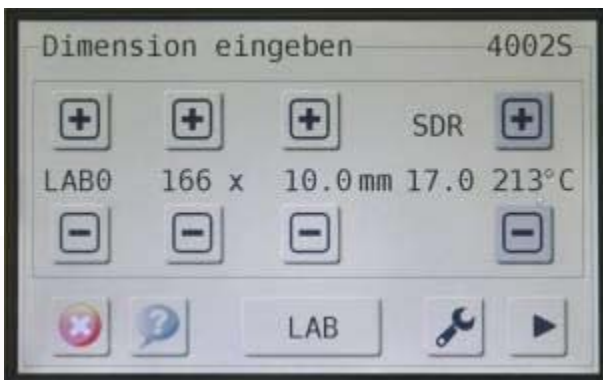 Dimension eingeben 4002S
SDR
LAB0 166 x 10.0 mm 17.0 213°C
LAB